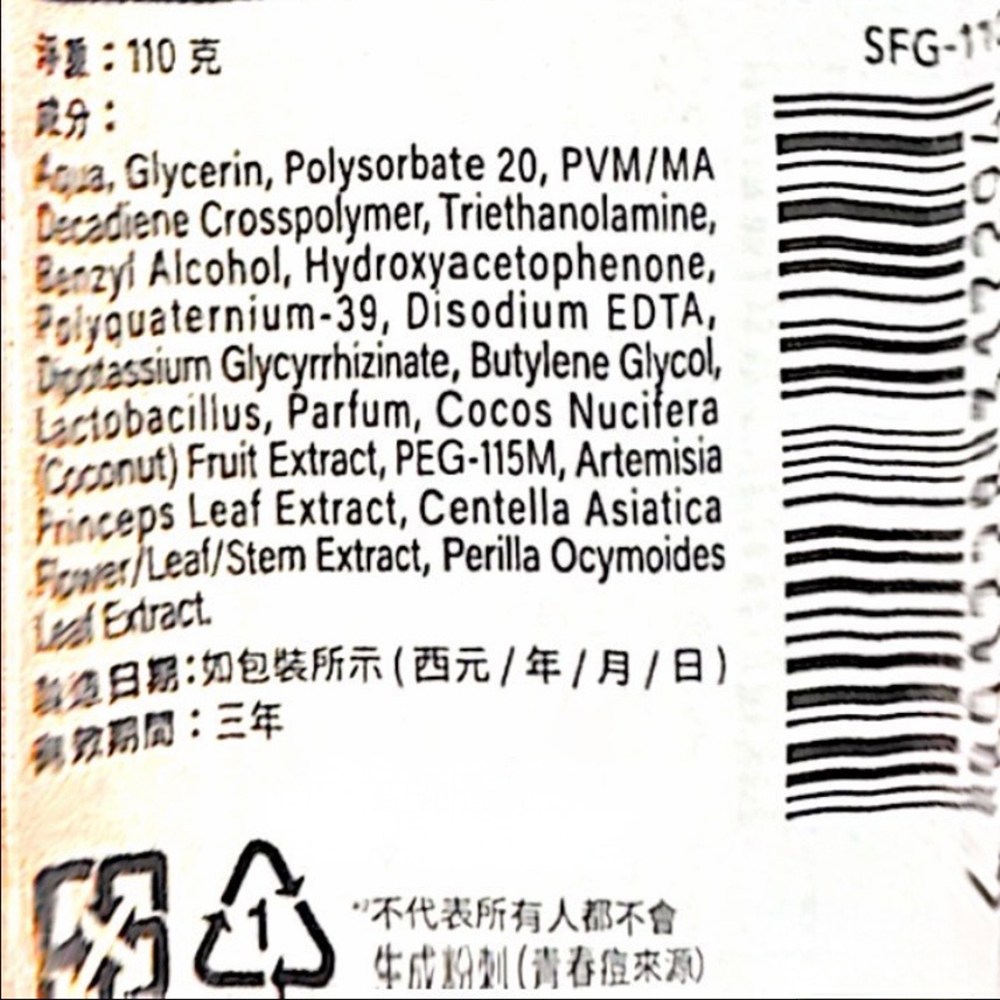 淨重：110 克
SFG-11
成分：
Aqua, Glycerin, Polysorbate 20, PVM/MA
Decadiene Crosspolymer, Triethanolamine,
Benzyl Alcohol, Hydroxyacetophenone,
Polyquaternium-39, Disodium EDTA,
Dipotassium Glycyrrhizinate, Butylene Glycol,
Lactobacillus, Parfum, Cocos Nucifera
(Coconut) Fruit Extract, PEG-115M, Artemisia
Princeps Leaf Extract, Centella Asiatica
Flower/Leaf/Stem Extract, Perilla Ocymoides
Leaf Extract.
製造日期：如包裝所示 ( 西元 / 年 / 月 / 日 )
有效期間：三年
1
不代表所有人都不會
生成粉刺(青春痘來源)